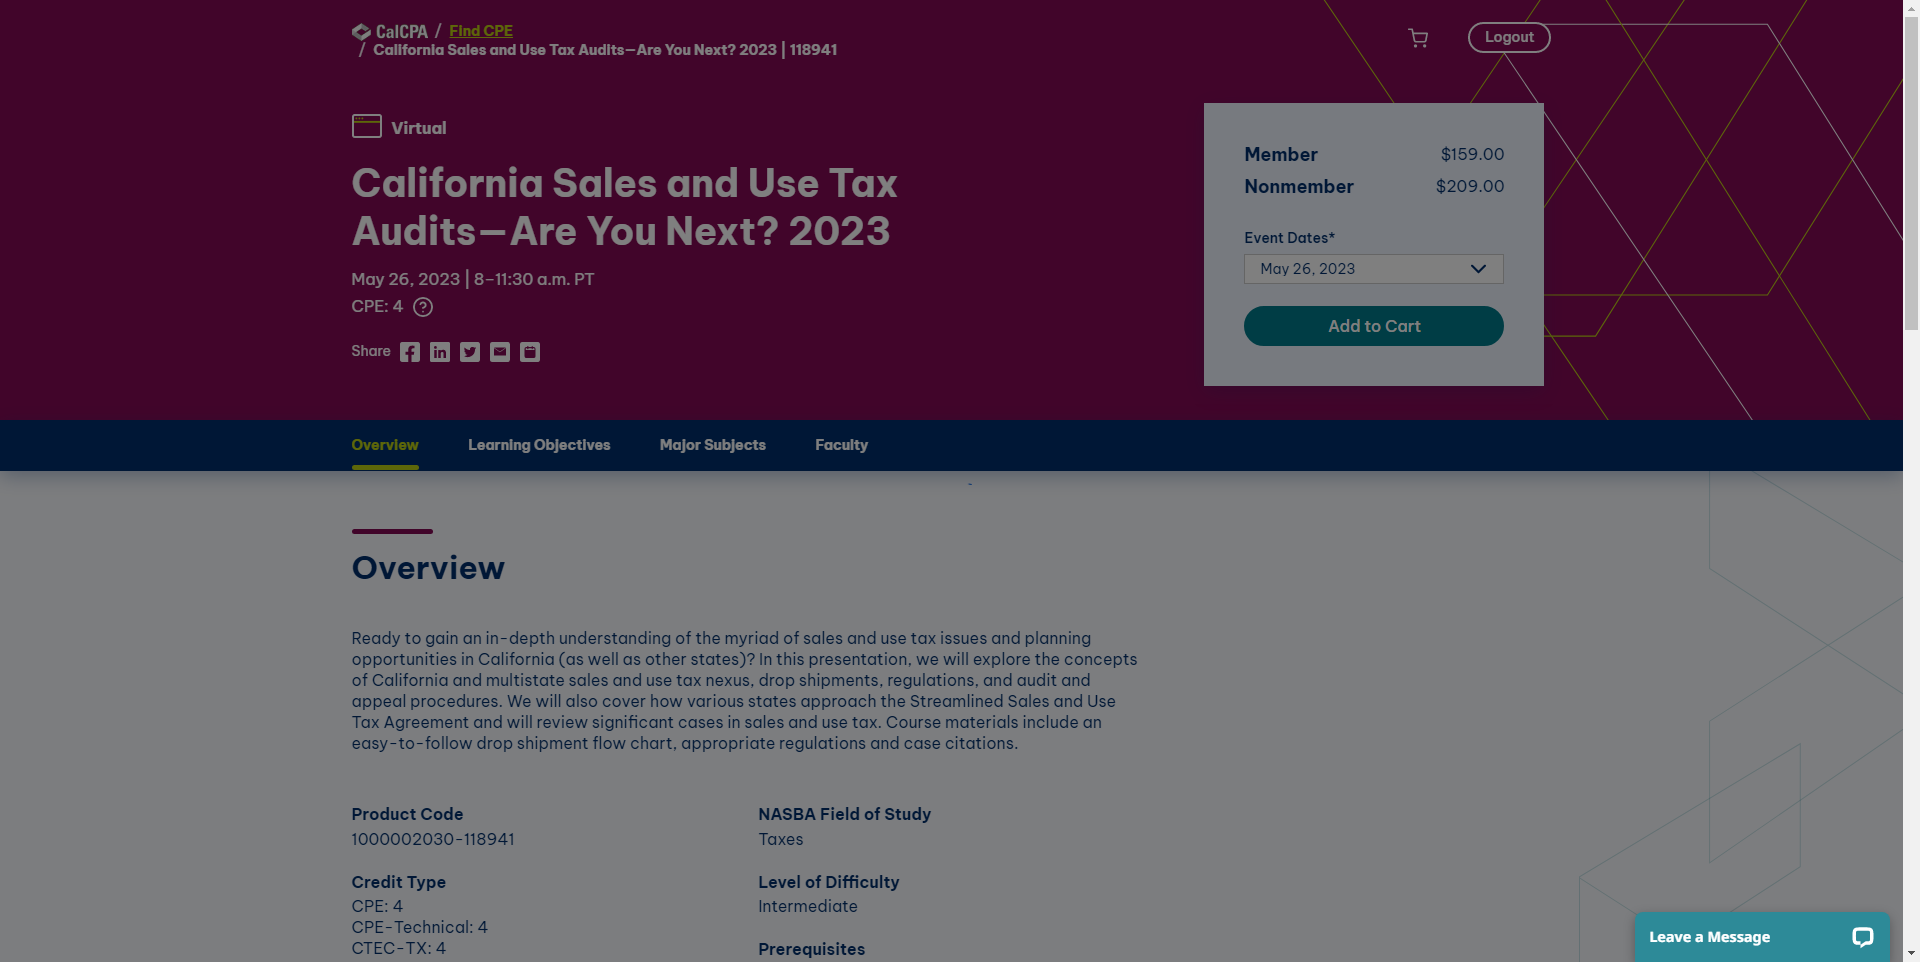 CalCPA / Find CPE
/ California Sales and Use Tax Audits—Are You Next? 2023 | 118941
Logout
Virtual
California Sales and Use Tax
Audits—Are You Next? 2023
May 26, 2023 | 8–11:30 a.m. PT
CPE: 4 ?
Share
Member $159.00
Nonmember $209.00
Event Dates*
May 26, 2023
Add to Cart
Overview Learning Objectives Major Subjects Faculty
-
Overview
Ready to gain an in-depth understanding of the myriad of sales and use tax issues and planning
opportunities in California (as well as other states)? In this presentation, we will explore the concepts
of California and multistate sales and use tax nexus, drop shipments, regulations, and audit and
appeal procedures. We will also cover how various states approach the Streamlined Sales and Use
Tax Agreement and will review significant cases in sales and use tax. Course materials include an
easy-to-follow drop shipment flow chart, appropriate regulations and case citations.
Product Code
1000002030-118941
Credit Type
CPE: 4
CPE-Technical: 4
CTEC-TX: 4
NASBA Field of Study
Taxes
Level of Difficulty
Intermediate
Prerequisites
Leave a Message